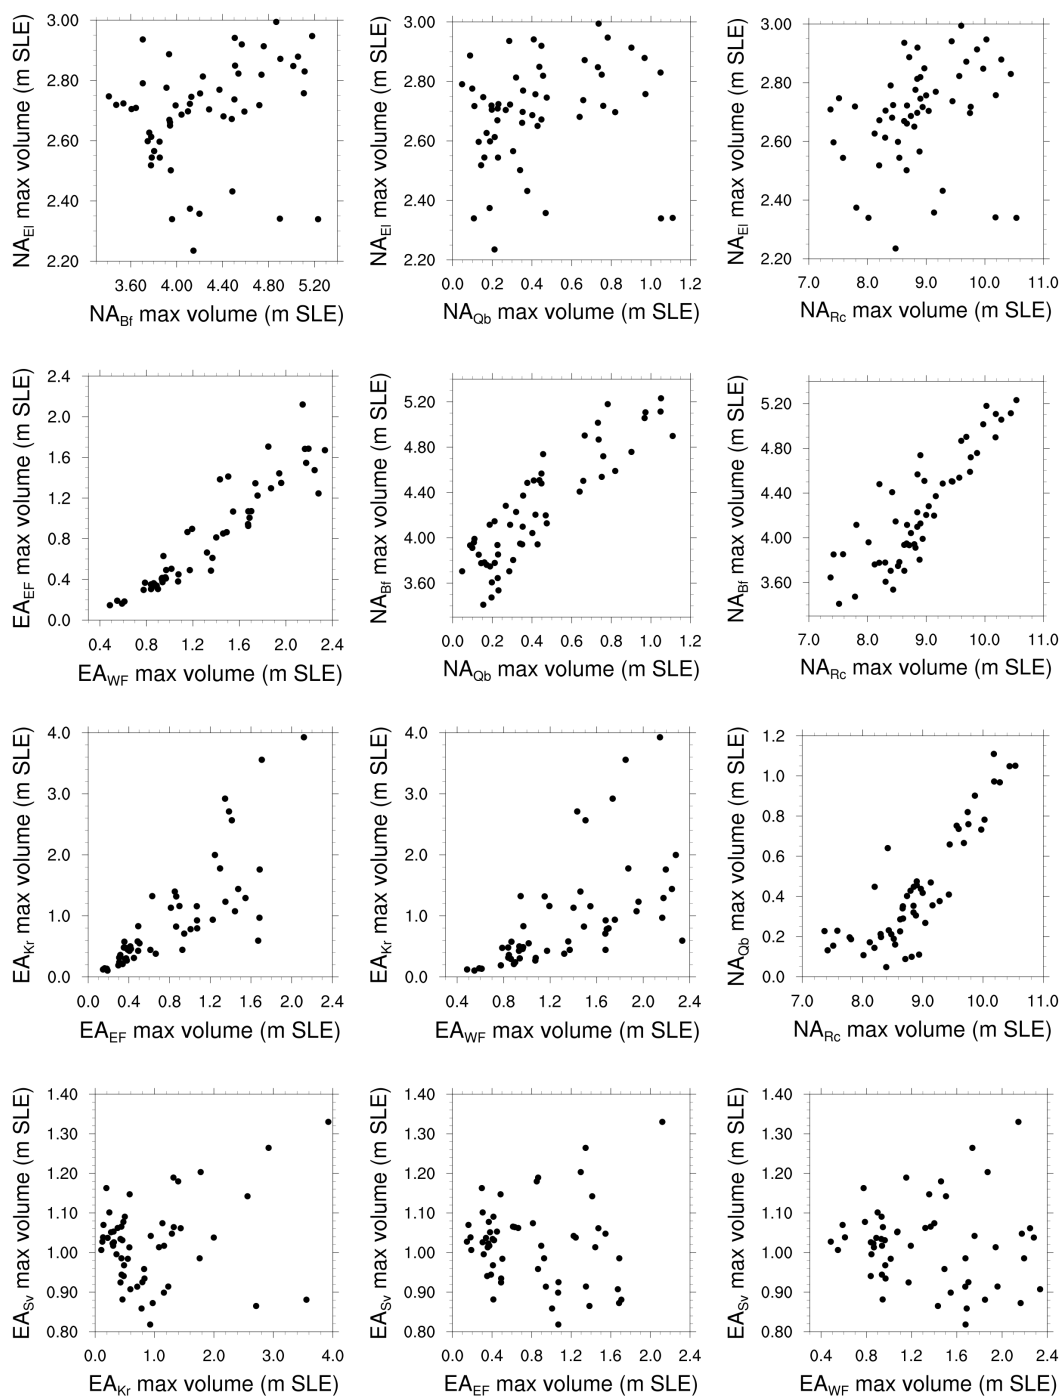 NAEl max volume (m SLE)
3.00
2.80
2.60
2.40
2.20
3.60 4.00 4.40 4.80 5.20
NABf max volume (m SLE)
NAEl max volume (m SLE)
3.00
2.80
2.60
2.40
2.20
0.0 0.2 0.4 0.6 0.8 1.0 1.2
NAQb max volume (m SLE)
NAEl max volume (m SLE)
3.00
2.80
2.60
2.40
2.20
7.0 8.0 9.0 10.0 11.0
NARc max volume (m SLE)
EAEF max volume (m SLE)
2.4
2.0
1.6
1.2
0.8
0.4
0.0
0.4 0.8 1.2 1.6 2.0 2.4
EAWF max volume (m SLE)
NABf max volume (m SLE)
5.20
4.80
4.40
4.00
3.60
0.0 0.2 0.4 0.6 0.8 1.0 1.2
NAQb max volume (m SLE)
NABf max volume (m SLE)
5.20
4.80
4.40
4.00
3.60
7.0 8.0 9.0 10.0 11.0
NARc max volume (m SLE)
EAKr max volume (m SLE)
4.0
3.0
2.0
1.0
0.0
0.0 0.4 0.8 1.2 1.6 2.0 2.4
EAEF max volume (m SLE)
EAKr max volume (m SLE)
4.0
3.0
2.0
1.0
0.0
0.4 0.8 1.2 1.6 2.0 2.4
EAWF max volume (m SLE)
NAQb max volume (m SLE)
1.2
1.0
0.8
0.6
0.4
0.2
0.0
7.0 8.0 9.0 10.0 11.0
NARc max volume (m SLE)
EASv max volume (m SLE)
1.40
1.30
1.20
1.10
1.00
0.90
0.80
0.0 1.0 2.0 3.0 4.0
EAKr max volume (m SLE)
EASv max volume (m SLE)
1.40
1.30
1.20
1.10
1.00
0.90
0.80
0.0 0.4 0.8 1.2 1.6 2.0 2.4
EAEF max volume (m SLE)
EASv max volume (m SLE)
1.40
1.30
1.20
1.10
1.00
0.90
0.80
0.4 0.8 1.2 1.6 2.0 2.4
EAWF max volume (m SLE)